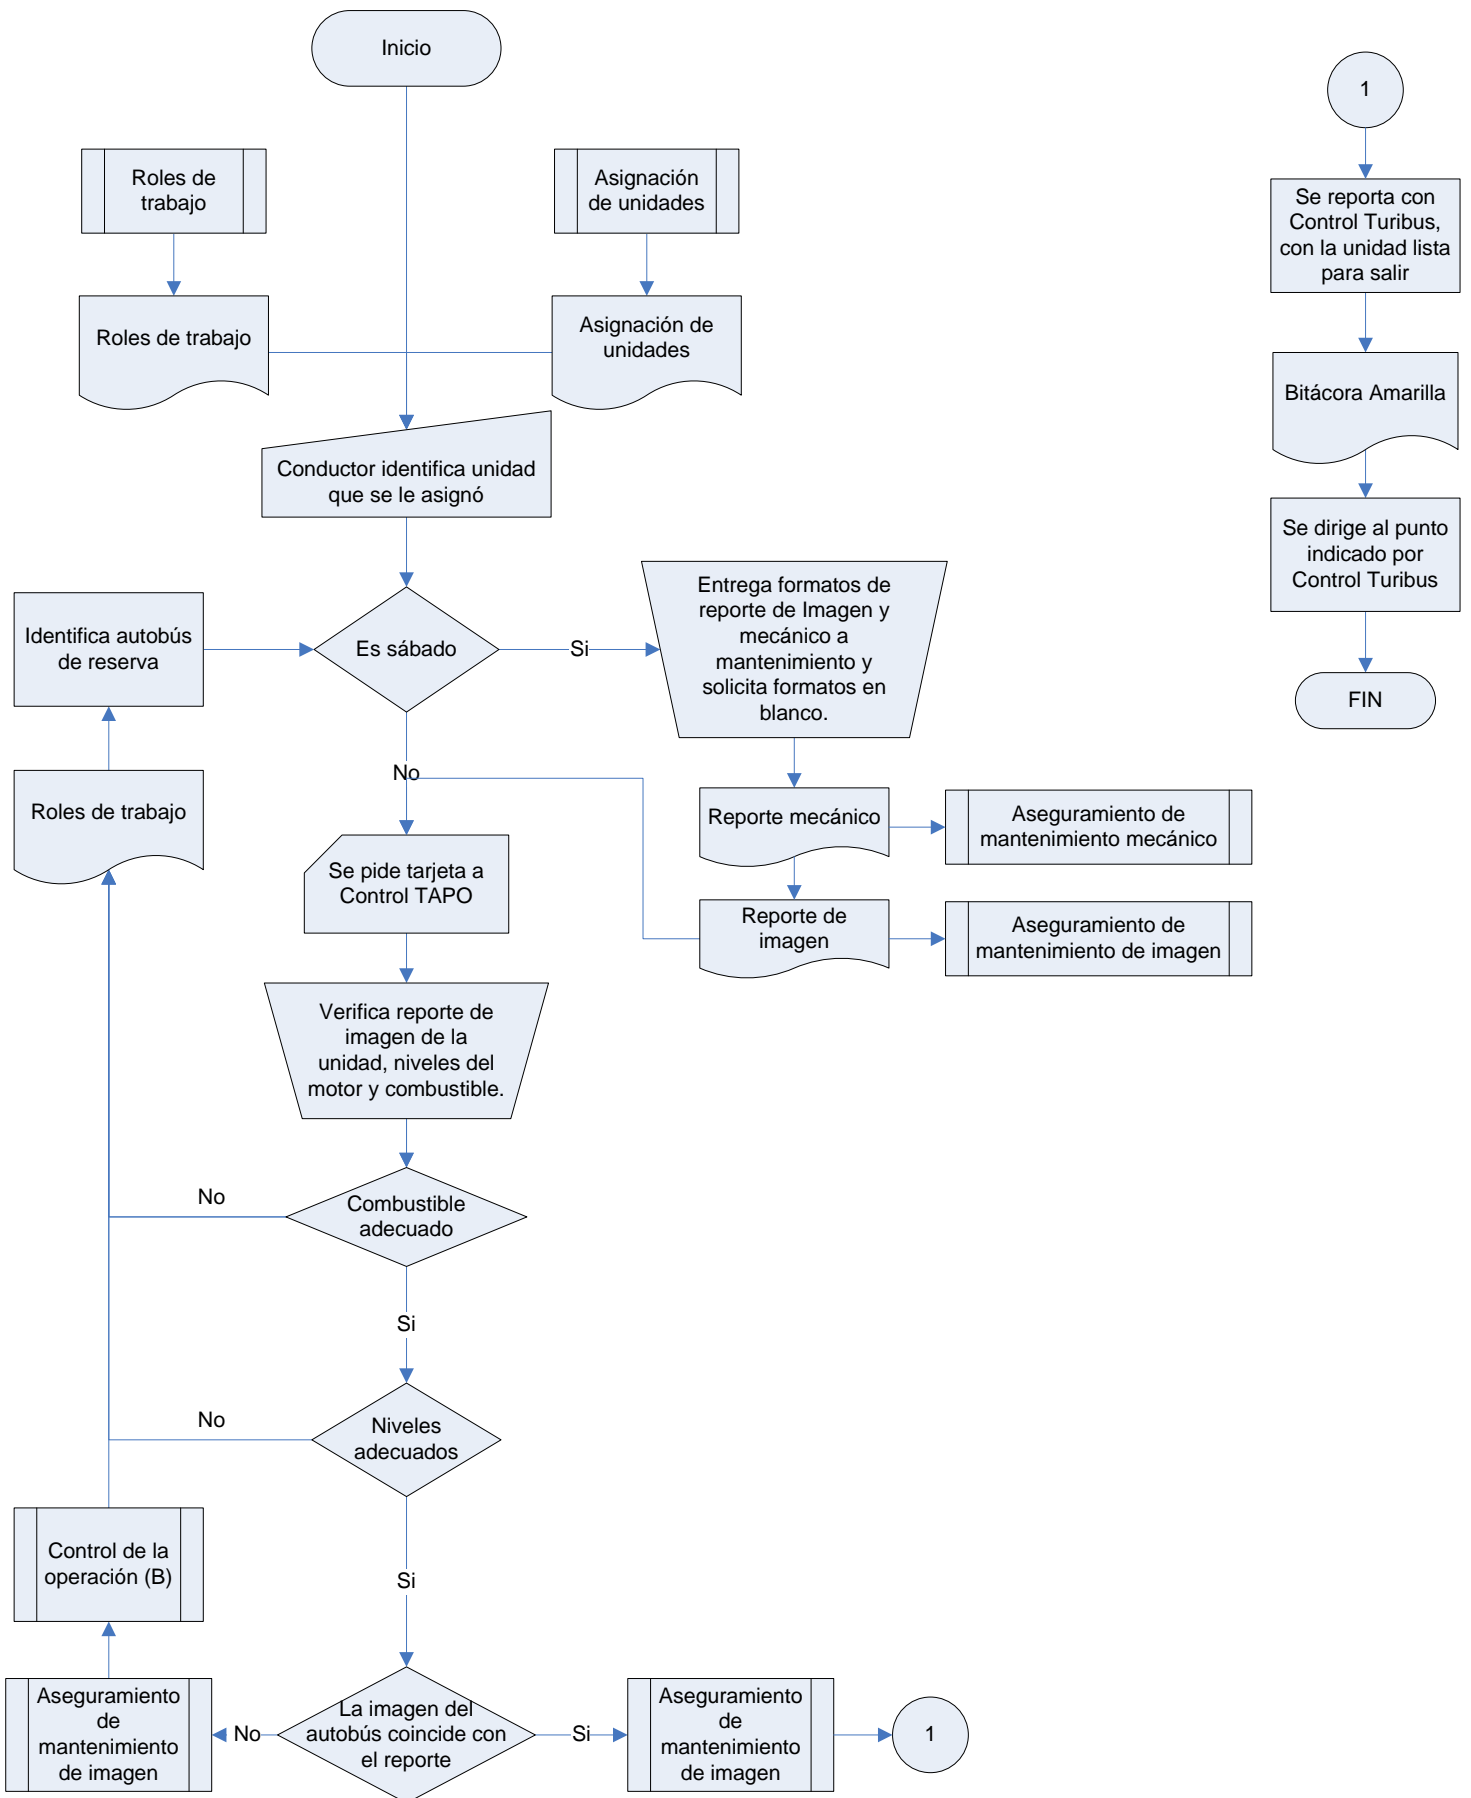 Inicio
Roles de
trabajo
Asignación
de unidades
Roles de trabajo
Asignación de
unidades
Conductor identifica unidad
que se le asignó
Identifica autobús
de reserva
Es sábado
Si
Entrega formatos de
reporte de Imagen y
mecánico a
mantenimiento y
solicita formatos en
blanco.
No
Roles de trabajo
Reporte mecánico
Aseguramiento de
mantenimiento mecánico
Se pide tarjeta a
Control TAPO
Reporte de
imagen
Aseguramiento de
mantenimiento de imagen
Verifica reporte de
imagen de la
unidad, niveles del
motor y combustible.
No
Combustible
adecuado
Si
No
Niveles
adecuados
Control de la
operación (B)
Si
Aseguramiento
de
mantenimiento
de imagen
No
La imagen del
autobús coincide con
el reporte
Si
Aseguramiento
de
mantenimiento
de imagen
1
1
Se reporta con
Control Turibus,
con la unidad lista
para salir
Bitácora Amarilla
Se dirige al punto
indicado por
Control Turibus
FIN